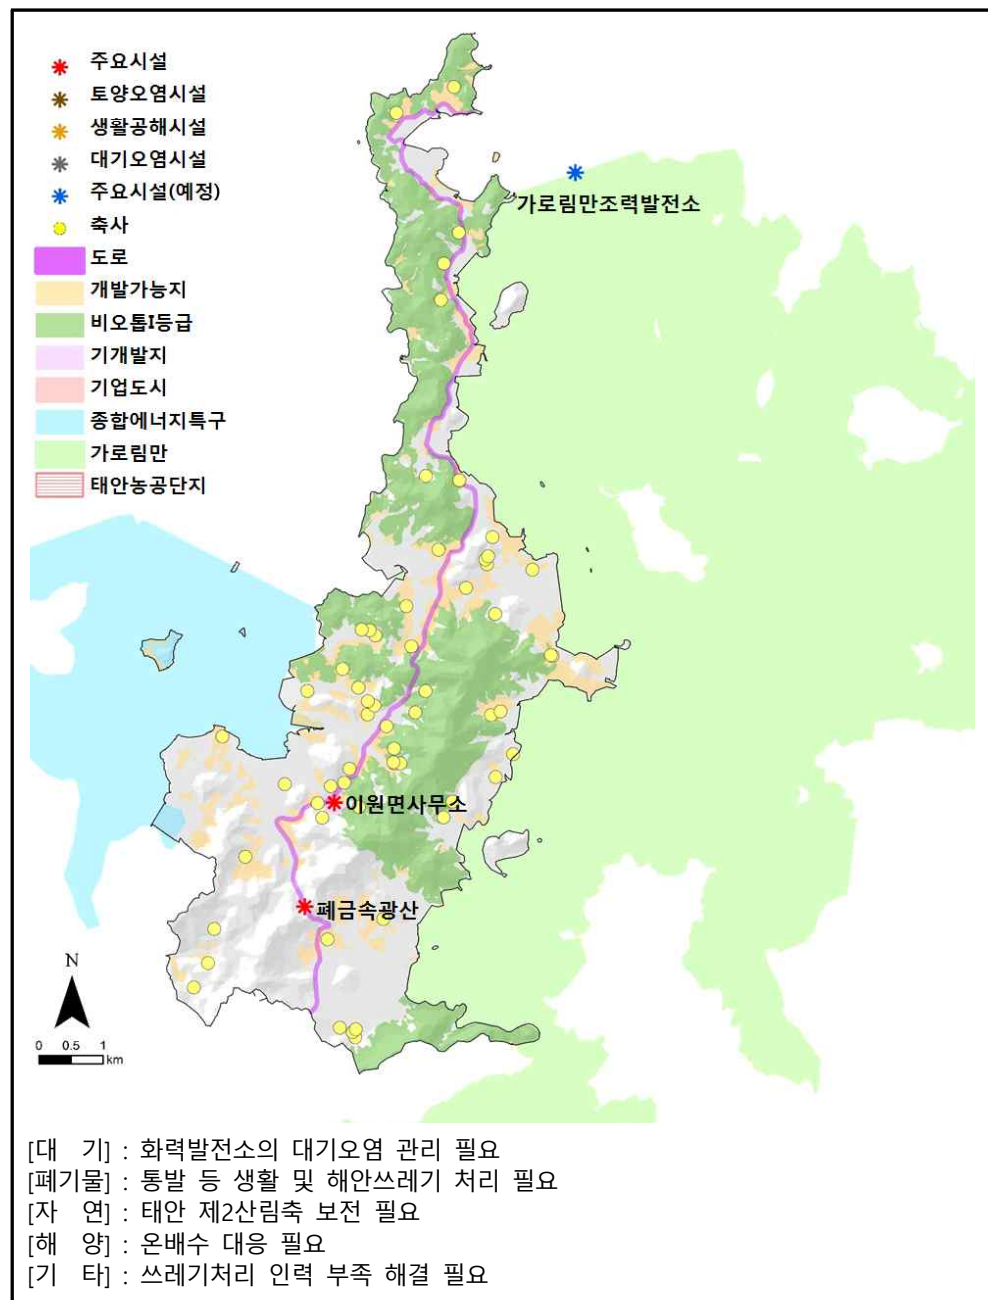 주요시설
토양오염시설
생활공해시설
대기오염시설
주요시설(예정)
축사
도로
개발가능지
비오톱I등급
기개발지
기업도시
종합에너지특구
가로림만
태안농공단지
가로림만조력발전소
이원면사무소
폐금속광산
N
0 0.5 1
km
[대 기] : 화력발전소의 대기오염 관리 필요
[폐기물] : 통발 등 생활 및 해안쓰레기 처리 필요
[자 연] : 태안 제2산림축 보전 필요
[해 양] : 온배수 대응 필요
[기 타] : 쓰레기처리 인력 부족 해결 필요